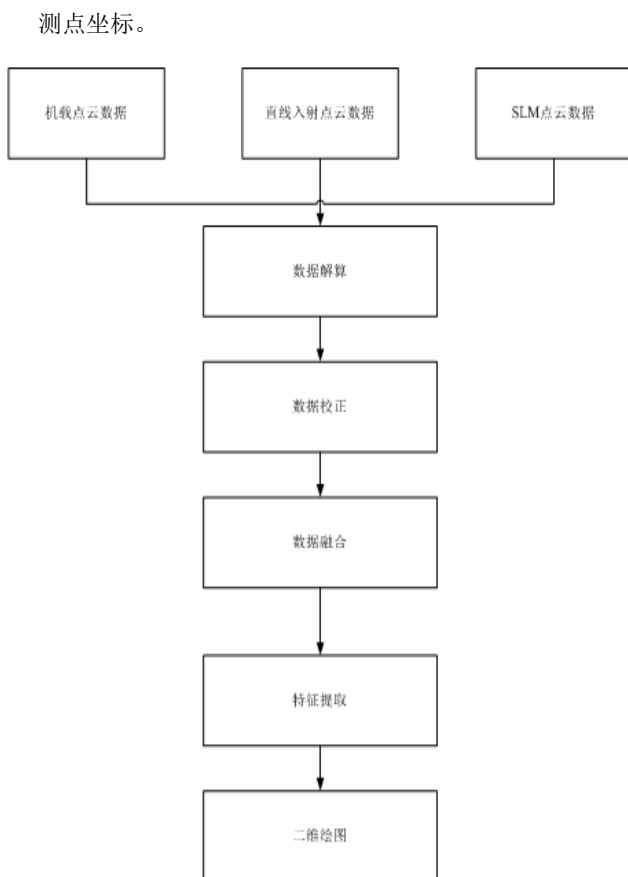 测点坐标。
机载点云数据
直线入射点云数据
SLM点云数据
数据解算
数据校正
数据融合
特征提取
二维绘图